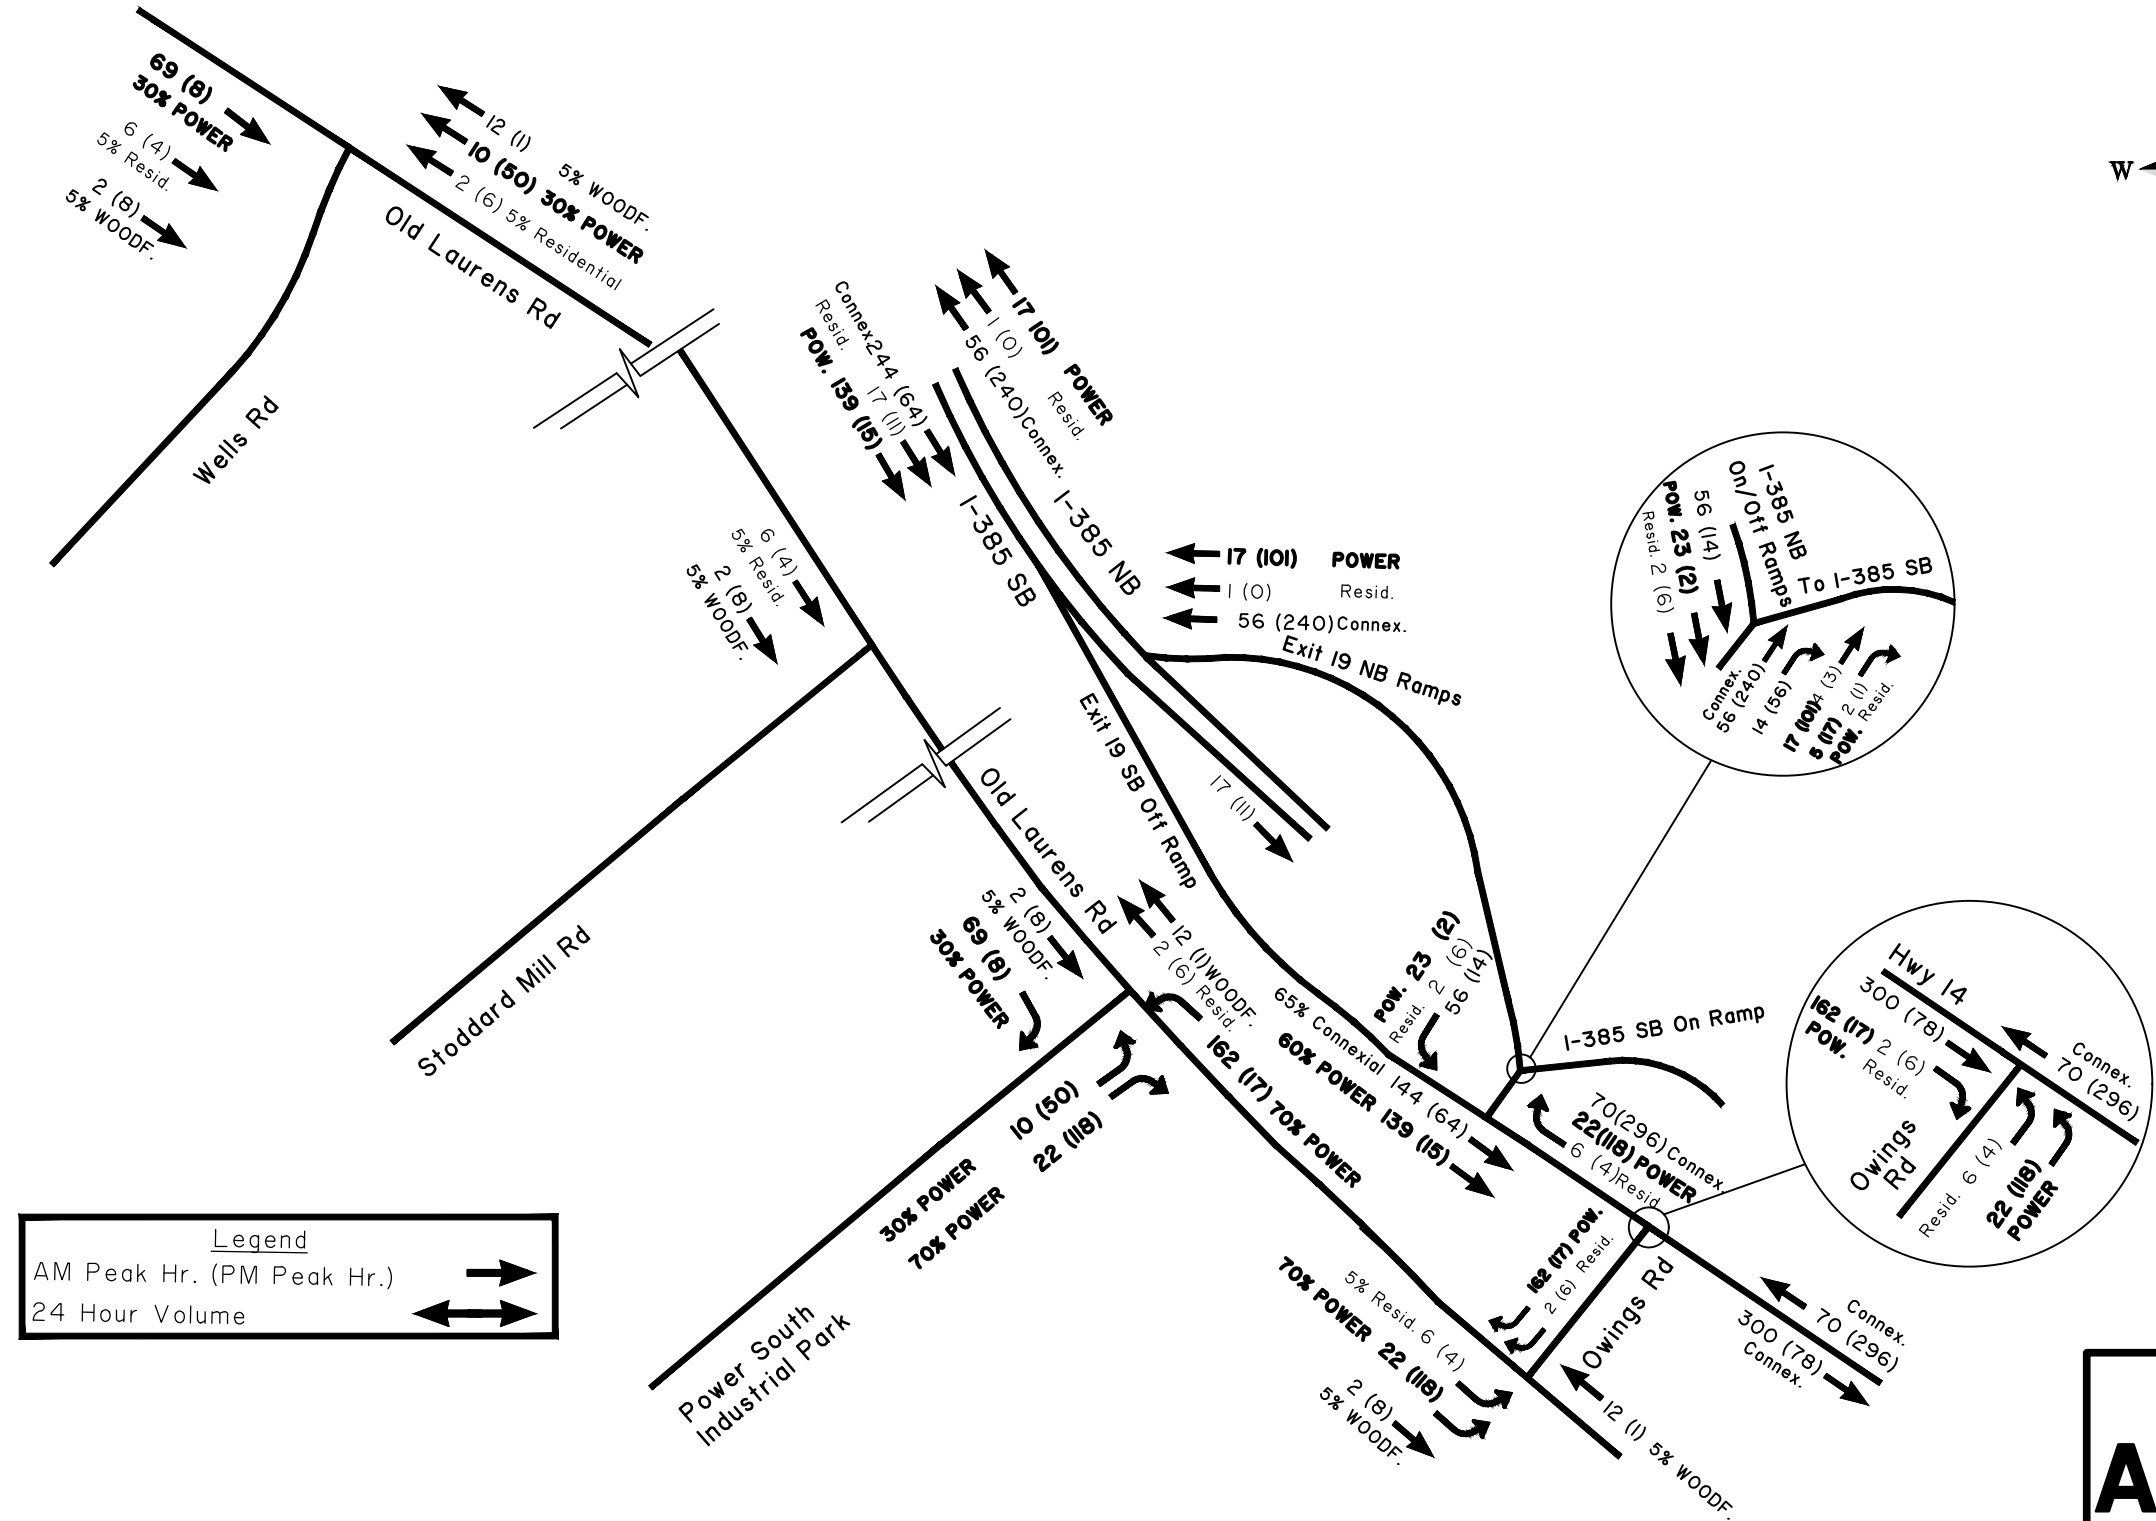 69 (8)
30% POWER
6 (4)
5% Resid.
2 (8)
5% WOODF.
12 (1)
5% WOODF.
10 (50) 30% POWER
2 (6) 5% Residential
Old Laurens Rd
Wells Rd
W
Connex.244 (64)
Resid. 17 (11)
POW. 139 (15)
17 (101) POWER
1 (0) Resid.
56 (240)Connex.
I-385 SB
I-385 NB
17 (101) POWER
1 (0) Resid.
56 (240)Connex.
Exit 19 NB Ramps
6 (4)
5% Resid.
2 (8)
5% WOODF.
Stoddard Mill Rd
Exit 19 SB Off Ramp
17 (11)
Old Laurens Rd
I-385 NB
On/Off Ramps
56 (14)
POW. 23 (2)
Resid. 2 (6)
To I-385 SB
Connex.
56 (240)
14 (56)
17 (101)4 (3)
5 (17) 2 (1)
POW. Resid.
2 (8)
5% WOODF.
69 (8)
30% POWER
12 (1)WOODF.
2 (6) Resid.
162 (17) 70% POWER
POW. 23 (2)
Resid. 2 (6)
56 (14)
65% Connexial 144 (64)
60% POWER 139 (15)
I-385 SB On Ramp
70(296)Connex.
22(118)POWER
6 (4)Resid.
Hwy 14
300 (78)
162 (17) 2 (6)
POW. Resid.
Connex.
70 (296)
Owings
Rd
Resid. 6 (4)
22 (118)
POWER
30% POWER 10 (50)
70% POWER 22 (118)
Power South
Industrial Park
162 (17) POW.
2 (6) Resid.
Owings Rd
5% Resid. 6 (4)
70% POWER 22 (118)
2 (8)
5% WOODF.
12 (1) 5% WOODF.
Connex.
70 (296)
300 (78)
Connex.
Legend
AM Peak Hr. (PM Peak Hr.)
24 Hour Volume
A